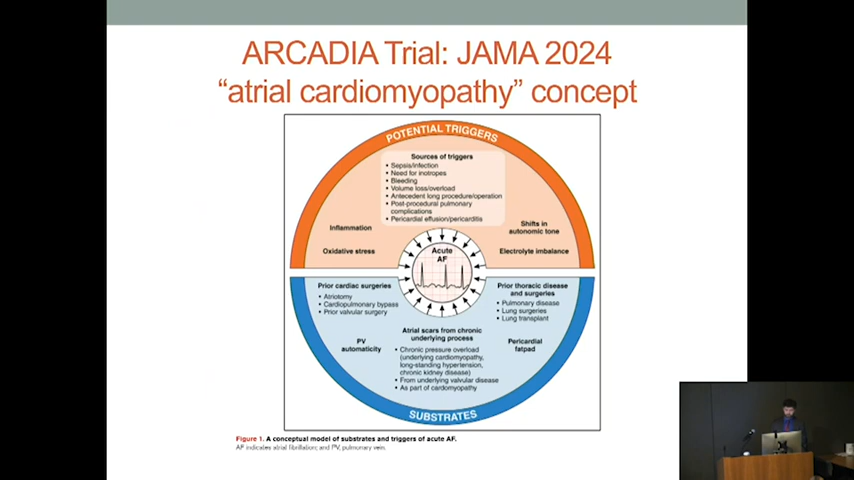 ARCADIA Trial: JAMA 2024
“atrial cardiomyopathy” concept
POTENTIAL TRIGGERS
Sources of triggers
• Sepsis/infection
• Need for inotropes
• Bleeding
• Volume loss/overload
• Antecedent long procedure/operation
• Post-procedural pulmonary
complications
• Pericardial effusion/pericarditis
Inflammation
Oxidative stress
Shifts in
autonomic tone
Electrolyte imbalance
Acute
AF
Prior cardiac surgeries
• Atriotomy
• Cardiopulmonary bypass
• Prior valvular surgery
PV
automaticity
Atrial scars from chronic
underlying process
• Chronic pressure overload
(underlying cardiomyopathy,
long-standing hypertension,
chronic kidney disease)
• From underlying valvular disease
• As part of cardiomyopathy
Prior thoracic disease
and surgeries
• Pulmonary disease
• Lung surgeries
• Lung transplant
Pericardial
fatpad
SUBSTRATES
Figure 1. A conceptual model of substrates and triggers of acute AF.
AF indicates atrial fibrillation; and PV, pulmonary vein.